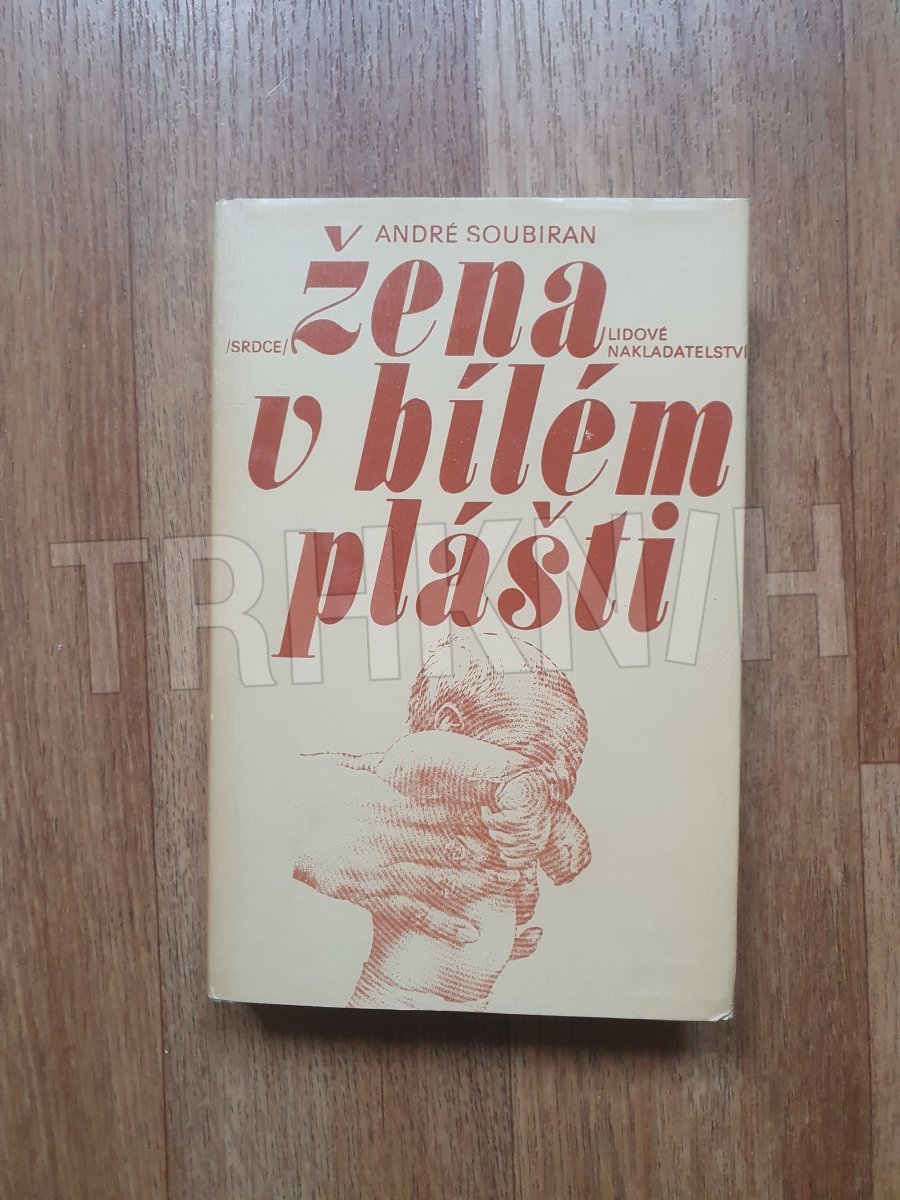 ANDRÉ SOUBIRAN
žena
/SRDCE/
/LIDOVÉ
NAKLADATELSTVÍ
v bílém
plášti
TRHKNIH